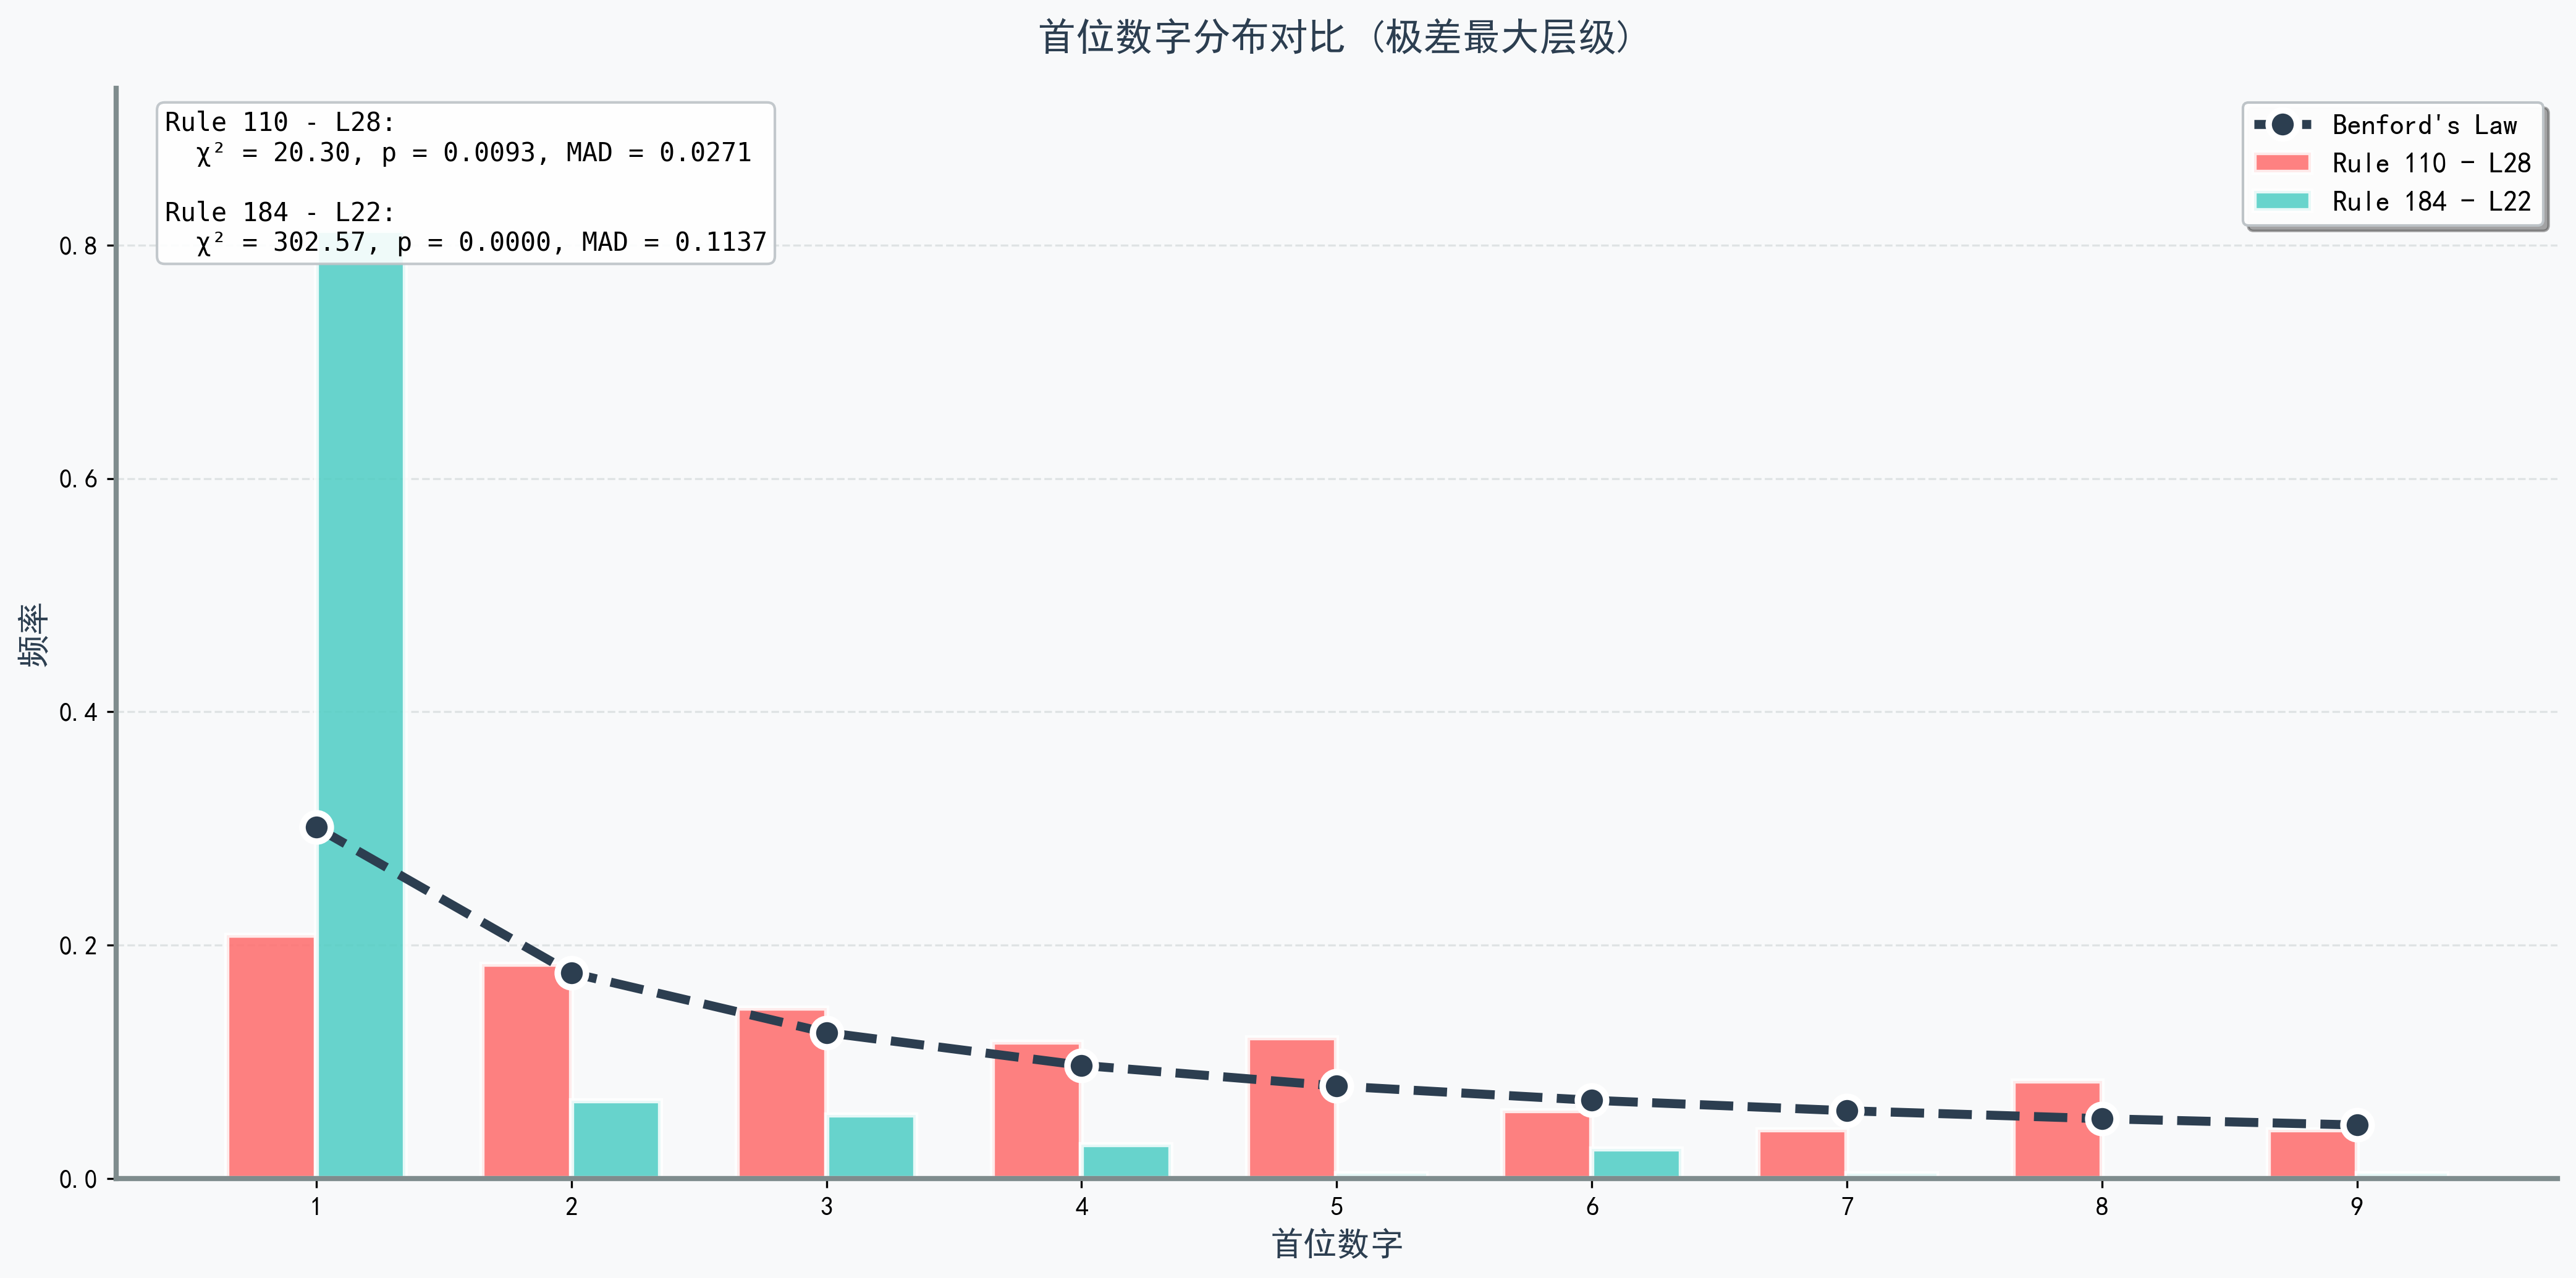 首位数字分布对比 (极差最大层级)
Rule 110 - L28:
χ² = 20.30, p = 0.0093, MAD = 0.0271
Rule 184 - L22:
χ² = 302.57, p = 0.0000, MAD = 0.1137
Benford's Law
Rule 110 - L28
Rule 184 - L22
频率
0.8
0.6
0.4
0.2
0.0
1 2 3 4 5 6 7 8 9
首位数字